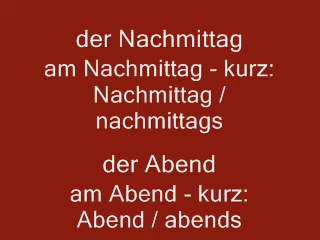 der Nachmittag
am Nachmittag - kurz:
Nachmittag /
nachmittags
der Abend
am Abend - kurz:
Abend / abends